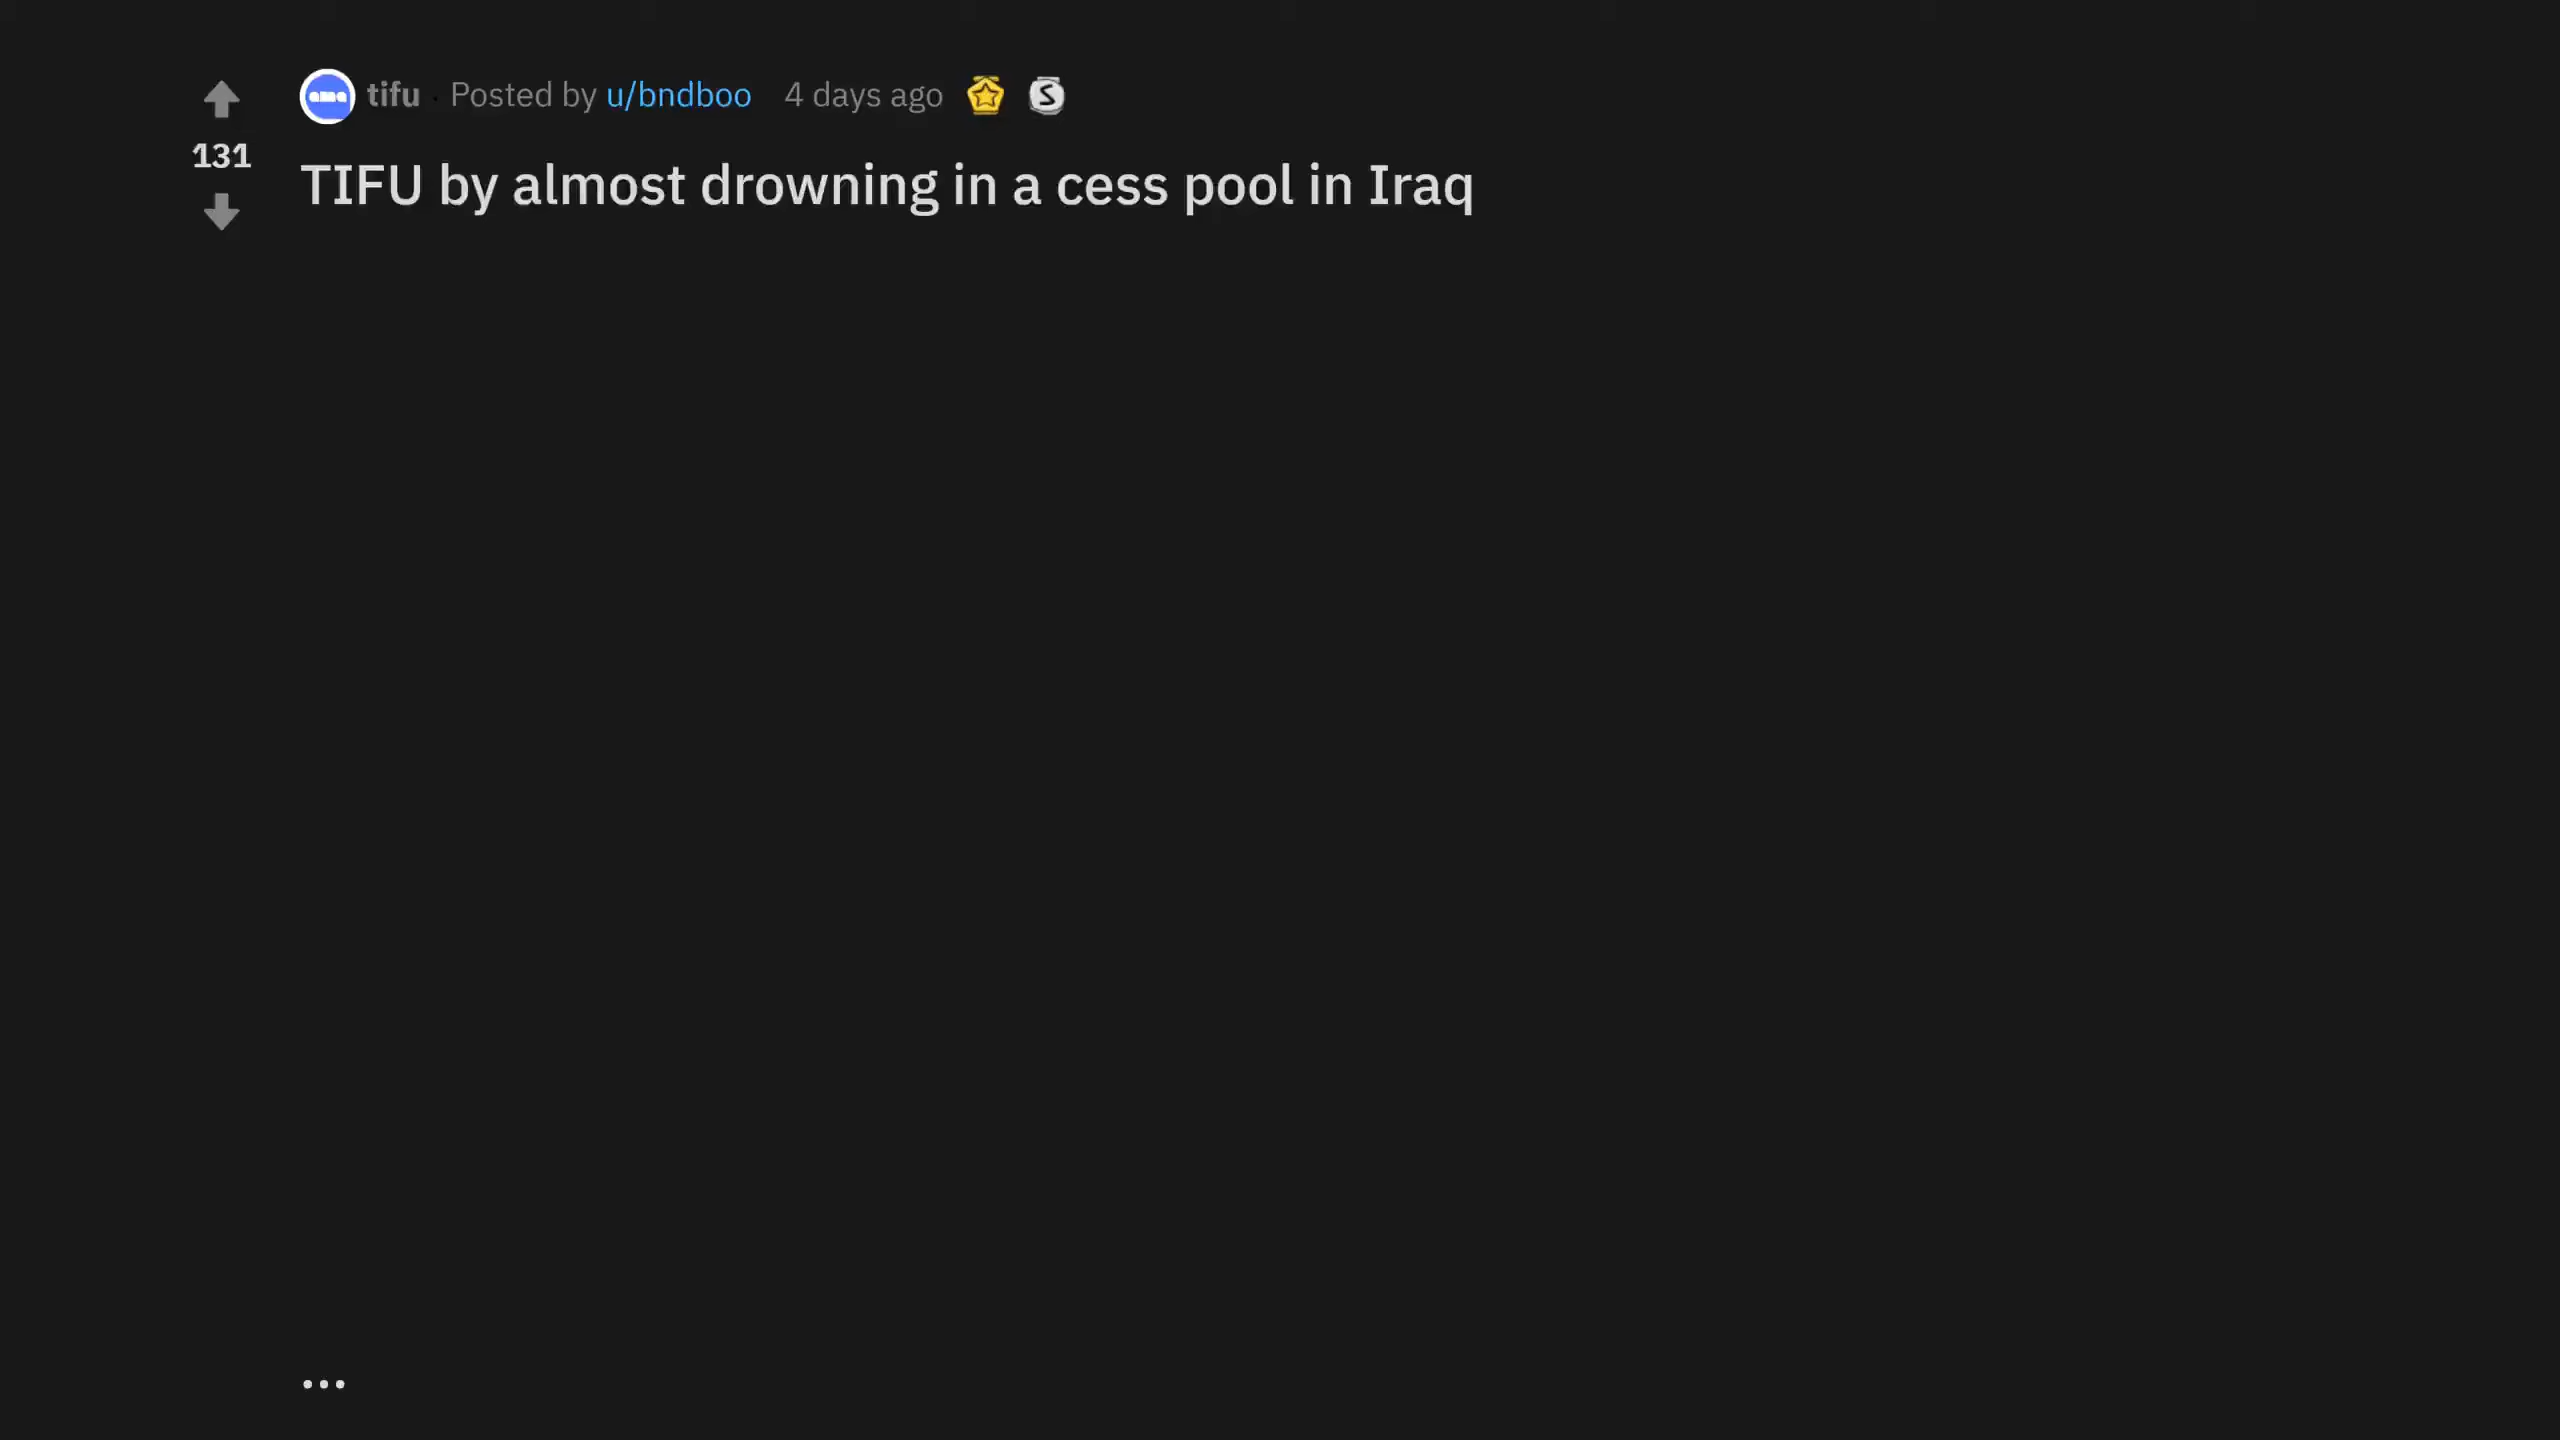 tifu · Posted by u/bndboo 4 days ago
131
TIFU by almost drowning in a cess pool in Iraq
...